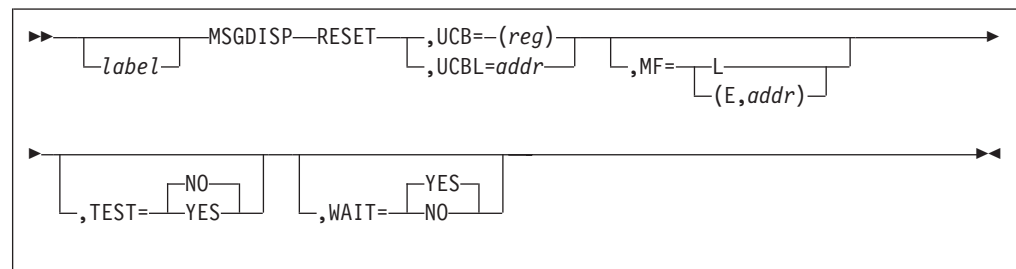 MSGDISP RESET ,UCB= (reg)
label ,UCBL=addr ,MF= L
(E,addr)
NO YES
,TEST= YES ,WAIT= NO